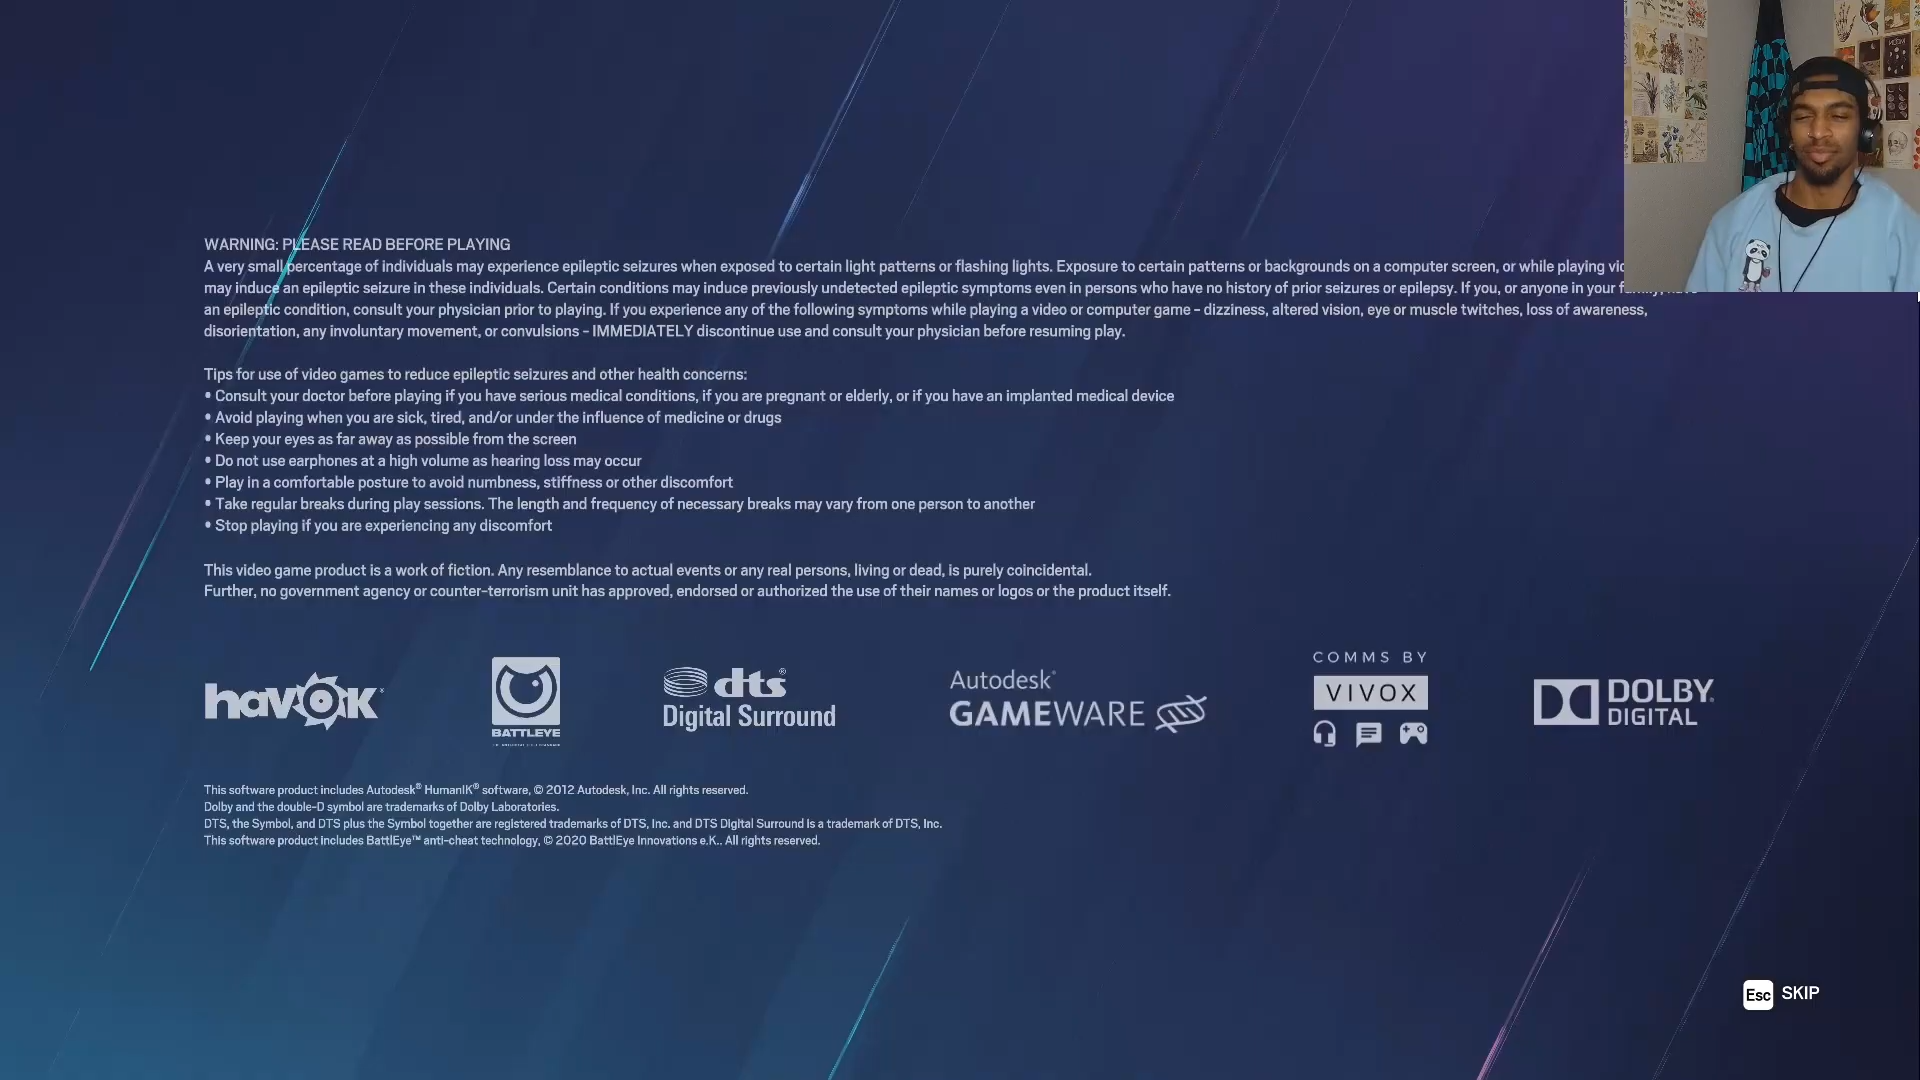 WARNING: PLEASE READ BEFORE PLAYING
A very small percentage of individuals may experience epileptic seizures when exposed to certain light patterns or flashing lights. Exposure to certain patterns or backgrounds on a computer screen, or while playing
may induce an epileptic seizure in these individuals. Certain conditions may induce previously undetected epileptic symptoms even in persons who have no history of prior seizures or epilepsy. If you, or anyone in your
an epileptic condition, consult your physician prior to playing. If you experience any of the following symptoms while playing a video or computer game - dizziness, altered vision, eye or muscle twitches, loss of awareness,
disorientation, any involuntary movement, or convulsions - IMMEDIATELY discontinue use and consult your physician before resuming play.
Tips for use of video games to reduce epileptic seizures and other health concerns:
• Consult your doctor before playing if you have serious medical conditions, if you are pregnant or elderly, or if you have an implanted medical device
• Avoid playing when you are sick, tired, and/or under the influence of medicine or drugs
• Keep your eyes as far away as possible from the screen
• Do not use earphones at a high volume as hearing loss may occur
• Play in a comfortable posture to avoid numbness, stiffness or other discomfort
• Take regular breaks during play sessions. The length and frequency of necessary breaks may vary from one person to another
• Stop playing if you are experiencing any discomfort
This video game product is a work of fiction. Any resemblance to actual events or any real persons, living or dead, is purely coincidental.
Further, no government agency or counter-terrorism unit has approved, endorsed or authorized the use of their names or logos or the product itself.
havok
BATTLEYE
dts®
Digital Surround
Autodesk®
GAMEWARE
COMMS BY
VIVOX
DOLBY®
DIGITAL
This software product includes Autodesk® HumanIK® software, © 2012 Autodesk, Inc. All rights reserved.
Dolby and the double-D symbol are trademarks of Dolby Laboratories.
DTS, the Symbol, and DTS plus the Symbol together are registered trademarks of DTS, Inc. and DTS Digital Surround is a trademark of DTS, Inc.
This software product includes BattlEye™ anti-cheat technology, © 2020 BattlEye Innovations e.K.. All rights reserved.
Esc SKIP